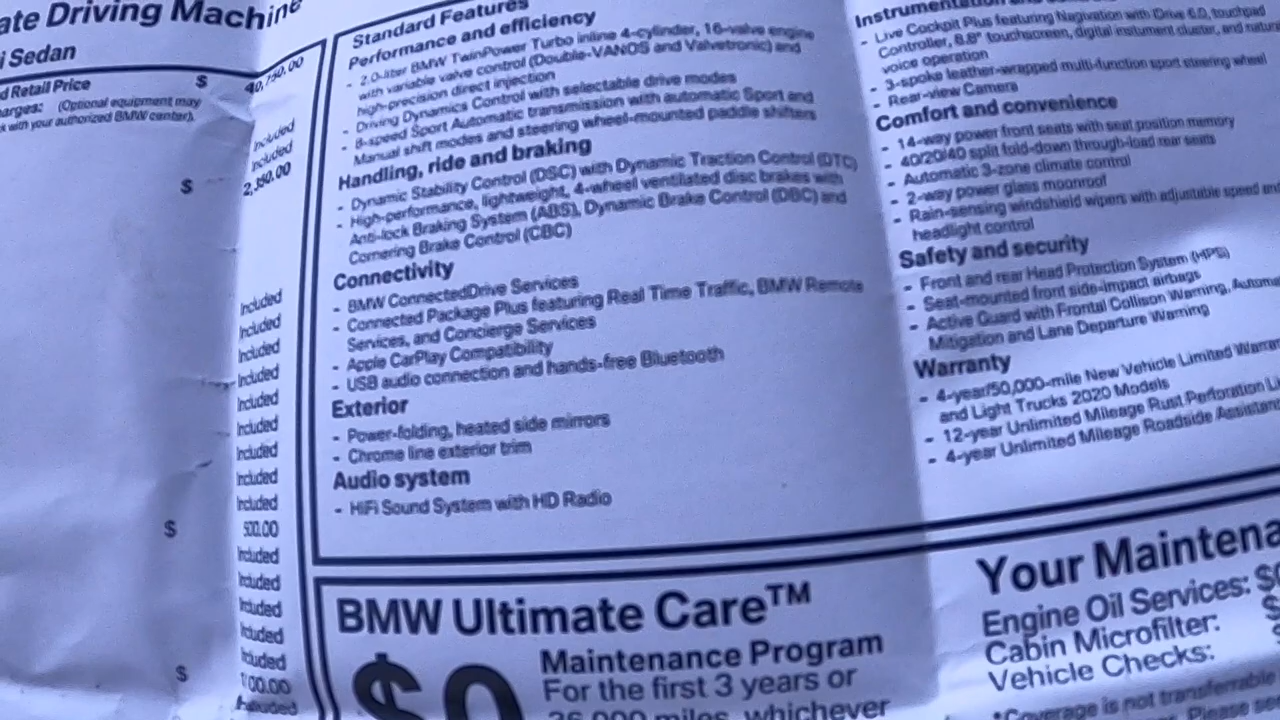 ate Driving Machine
i Sedan
d Retail Price $ 40,750.00
arges: (Optional equipment may
k with your authorized BMW center).
Included
Included
$ 2,350.00
Included
Included
Included
Included
Included
Included
Included
Included
Included
$ 500.00
Included
Included
Included
Included
Included
$ 100.00
Included
Standard Features
Performance and efficiency
- 2.0-liter BMW TwinPower Turbo inline 4-cylinder, 16-valve engine
with variable valve control (Double-VANOS and Valvetronic) and
high-precision direct injection
- Driving Dynamics Control with selectable drive modes
- 8-speed Sport Automatic transmission with automatic Sport and
Manual shift modes and steering wheel-mounted paddle shifters
Handling, ride and braking
- Dynamic Stability Control (DSC) with Dynamic Traction Control (DTC)
- High-performance, lightweight, 4-wheel ventilated disc brakes with
Anti-lock Braking System (ABS), Dynamic Brake Control (DBC) and
Cornering Brake Control (CBC)
Connectivity
- BMW ConnectedDrive Services
- Connected Package Plus featuring Real Time Traffic, BMW Remote
Services, and Concierge Services
- Apple CarPlay Compatibility
- USB audio connection and hands-free Bluetooth
Exterior
- Power-folding, heated side mirrors
- Chrome line exterior trim
Audio system
- HiFi Sound System with HD Radio
- Live Cockpit Plus featuring Nagivation with iDrive 6.0, touchpad
Controller, 8.8" touchscreen, digital instument cluster, and natura
voice operation
- 3-spoke leather-wrapped multi-function sport steering wheel
- Rear-view Camera
Comfort and convenience
- 14-way power front seats with seat position memory
- 40/20/40 split fold-down through-load rear seats
- Automatic 3-zone climate control
- 2-way power glass moonroof
- Rain-sensing windshield wipers with adjustable speed and
headlight control
Safety and security
- Front and rear Head Protection System (HPS)
- Seat-mounted front side-impact airbags
- Active Guard with Frontal Collison Warning, Automa
Mitigation and Lane Departure Warning
Warranty
- 4-year/50,000-mile New Vehicle Limited Warran
and Light Trucks 2020 Models
- 12-year Unlimited Mileage Rust Perforation Li
- 4-year Unlimited Mileage Roadside Assistan
BMW Ultimate Care™
$0
Maintenance Program
For the first 3 years or
36,000 miles, whichever
Your Maintena
Engine Oil Services: $0
Cabin Microfilter: $
Vehicle Checks:
*Coverage is not transferrable
Please se